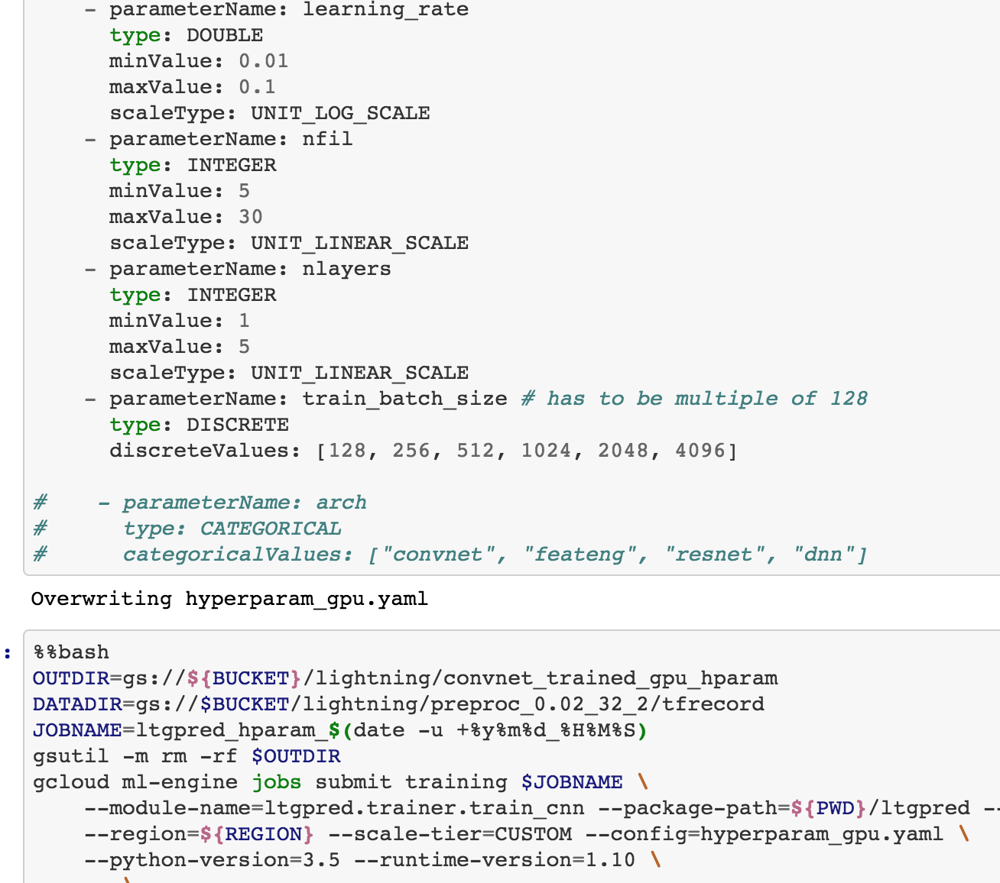 - parameterName: learning_rate
      type: DOUBLE
      minValue: 0.01
      maxValue: 0.1
      scaleType: UNIT_LOG_SCALE
    - parameterName: nfil
      type: INTEGER
      minValue: 5
      maxValue: 30
      scaleType: UNIT_LINEAR_SCALE
    - parameterName: nlayers
      type: INTEGER
      minValue: 1
      maxValue: 5
      scaleType: UNIT_LINEAR_SCALE
    - parameterName: train_batch_size # has to be multiple of 128
      type: DISCRETE
      discreteValues: [128, 256, 512, 1024, 2048, 4096]
#    - parameterName: arch
#      type: CATEGORICAL
#      categoricalValues: ["convnet", "feateng", "resnet", "dnn"]
Overwriting hyperparam_gpu.yaml
: %%bash
OUTDIR=gs://${BUCKET}/lightning/convnet_trained_gpu_hparam
DATADIR=gs://$BUCKET/lightning/preproc_0.02_32_2/tfrecord
JOBNAME=ltgpred_hparam_$(date -u +%y%m%d_%H%M%S)
gsutil -m rm -rf $OUTDIR
gcloud ml-engine jobs submit training $JOBNAME \
    --module-name=ltgpred.trainer.train_cnn --package-path=${PWD}/ltgpred --
    --region=${REGION} --scale-tier=CUSTOM --config=hyperparam_gpu.yaml \
    --python-version=3.5 --runtime-version=1.10 \